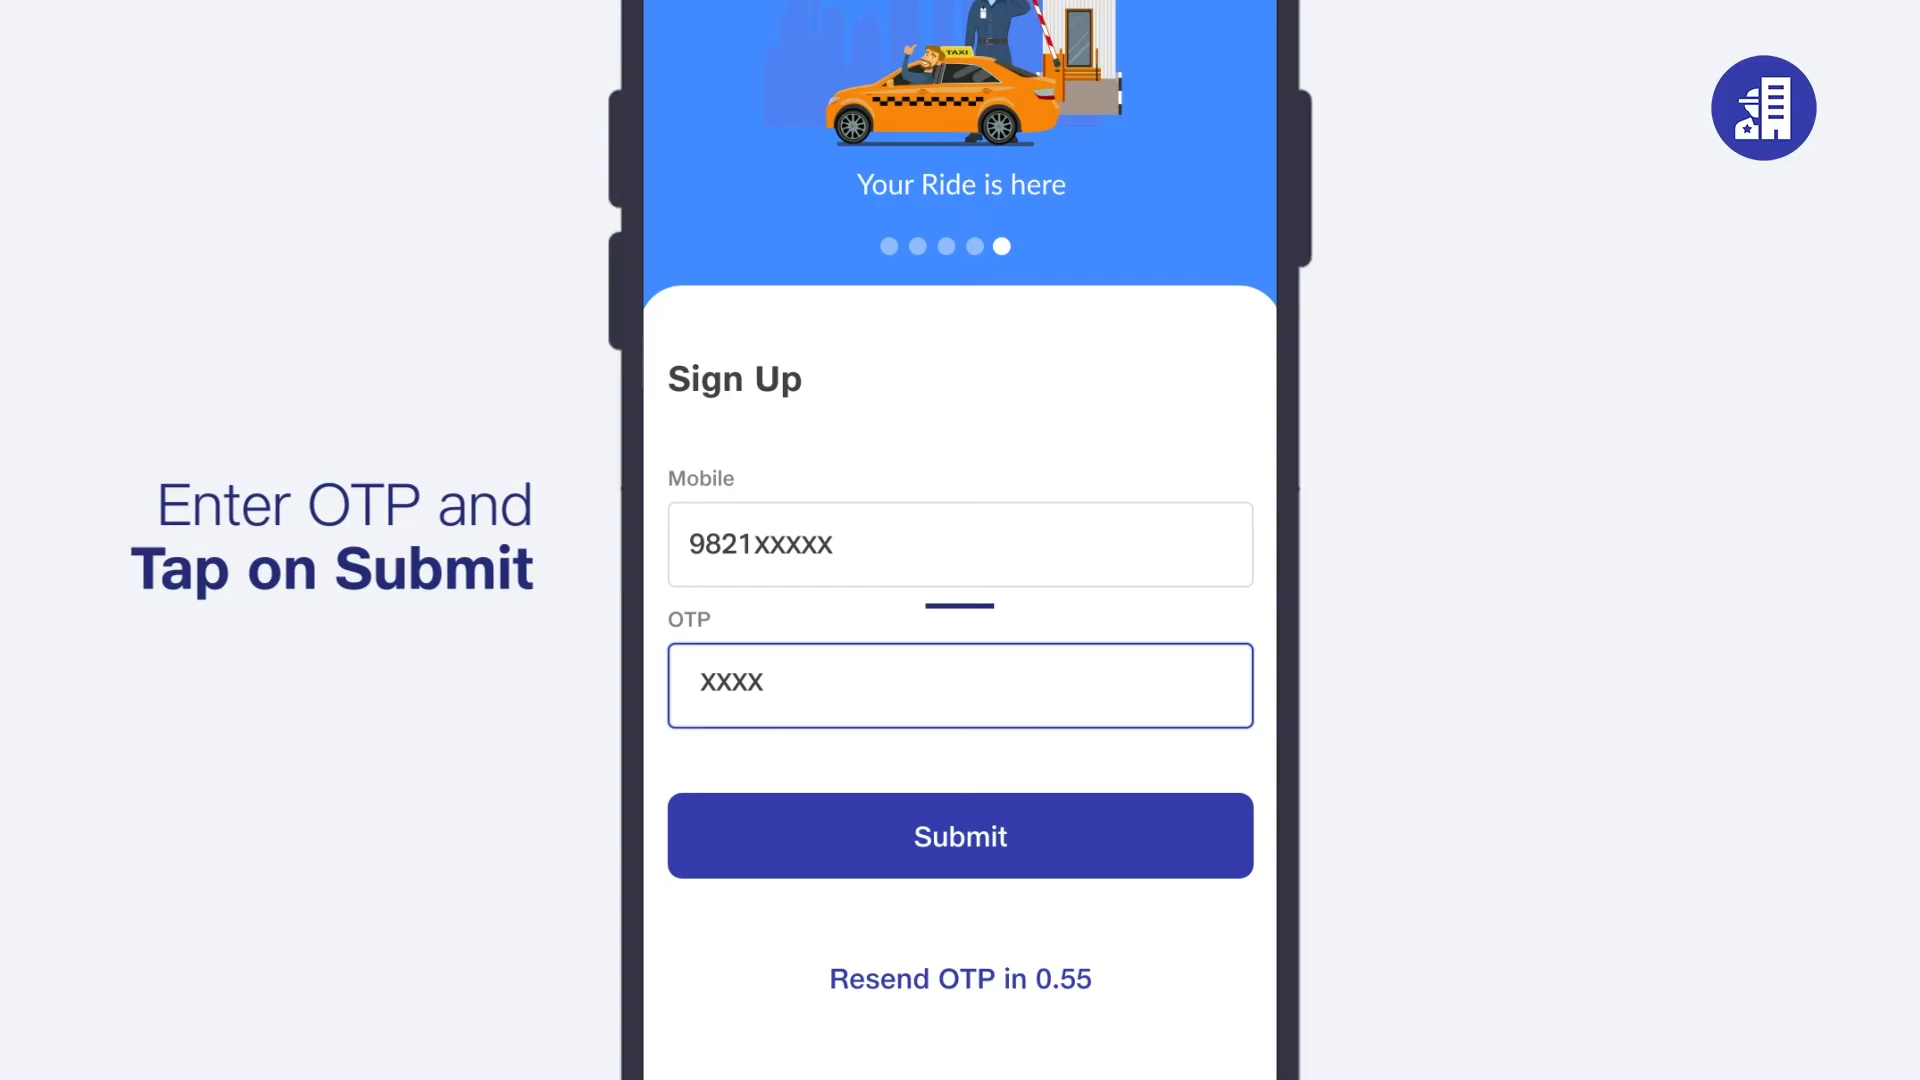 TAXI
Your Ride is here
Sign Up
Mobile
9821XXXXX
OTP
XXXX
Submit
Resend OTP in 0.55
Enter OTP and
Tap on Submit